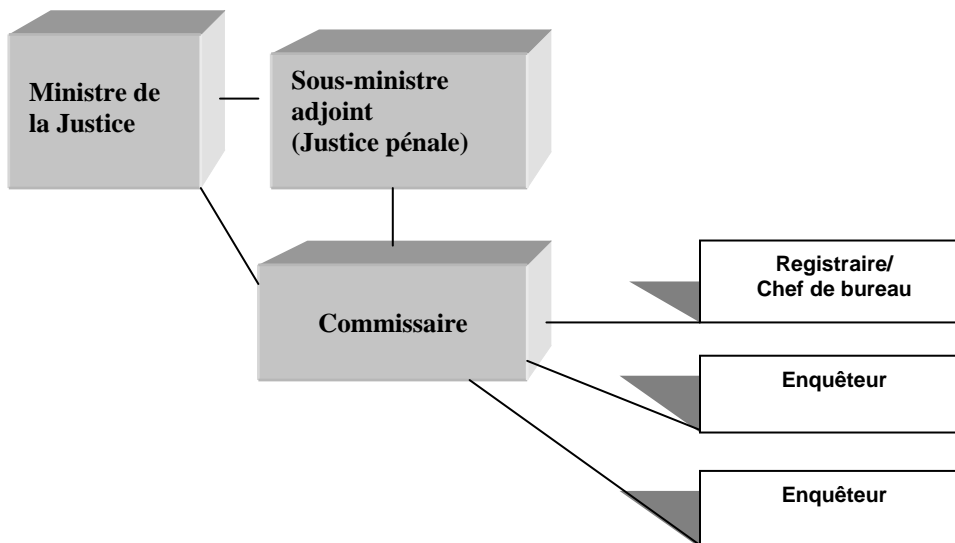 Ministre de
la Justice
Sous-ministre
adjoint
(Justice pénale)
Commissaire
Registraire/
Chef de bureau
Enquêteur
Enquêteur